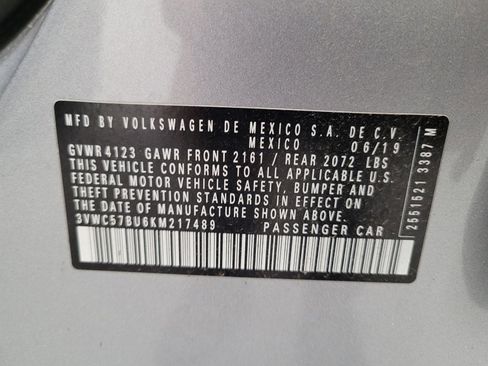 MFD BY VOLKSWAGEN DE MEXICO S.A. DE C.V.
MEXICO 06/19
GVWR 4123 GAWR FRONT 2161 / REAR 2072 LBS
THIS VEHICLE CONFORMS TO ALL APPLICABLE U.S.
FEDERAL MOTOR VEHICLE SAFETY, BUMPER AND
THEFT PREVENTION STANDARDS IN EFFECT ON
THE DATE OF MANUFACTURE SHOWN ABOVE.
3VWC57BU6KM217489 PASSENGER CAR
2551521 3387 M